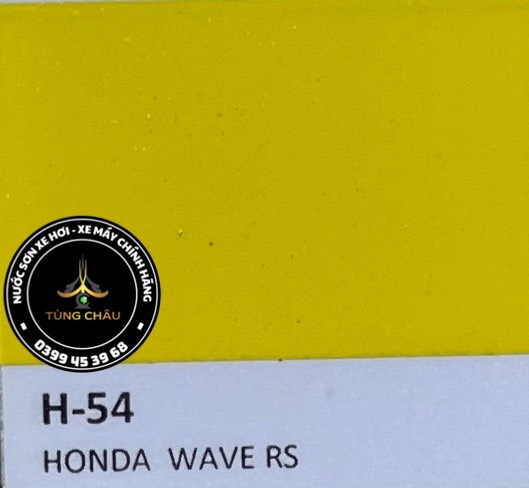 NƯỚC SƠN XE HƠI - XE MÁY CHÍNH HÃNG
TÙNG CHÂU
0399 45 39 68
H-54
HONDA WAVE RS